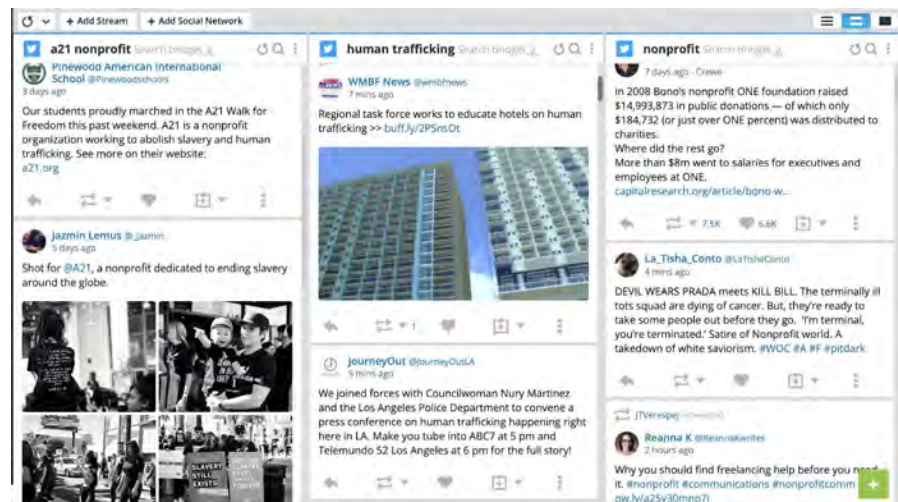 + Add Stream
+ Add Social Network
a21 nonprofit Search
Pinewood American International
School @Pinewoodschools
3 days ago
Our students proudly marched in the A21 Walk for
Freedom this past weekend. A21 is a nonprofit
organization working to abolish slavery and human
trafficking. See more on their website:
a21.org
Jazmin Lemus
5 days ago
Shot for @A21, a nonprofit dedicated to ending slavery
around the globe.
SLAVERY
STILL
EXISTS
human trafficking Search
WMBF News @wmbfnews
7 mins ago
Regional task force works to educate hotels on human
trafficking >> buff.ly/2PSnsOt
1
JourneyOut @JourneyOutLA
5 mins ago
We joined forces with Councilwoman Nury Martinez
and the Los Angeles Police Department to convene a
press conference on human trafficking happening right
here in LA. Make you tube into ABC7 at 5 pm and
Telemundo 52 Los Angeles at 6 pm for the full story!
nonprofit Search
7 days ago - Crewe
in 2008 Bono's nonprofit ONE foundation raised
$14,993,873 in public donations — of which only
$184,732 (or just over ONE percent) was distributed to
charities.
Where did the rest go?
More than $8m went to salaries for executives and
employees at ONE.
capitalresearch.org/article/bono-w...
7.5K
6.6K
La_Tisha_Conto @LaTishaConto
4 mins ago
DEVIL WEARS PRADA meets KILL BILL. The terminally ill
tots squad are dying of cancer. But, they're ready to
take some people out before they go. 'I'm terminal,
you're terminated.' Satire of Nonprofit world. A
takedown of white saviorism. #WOC #A #F #pitdark
JTVerespej
Reanna K @ReannaKwrites
2 hours ago
Why you should find freelancing help before you need
it. #nonprofit #communications #nonprofitcomm